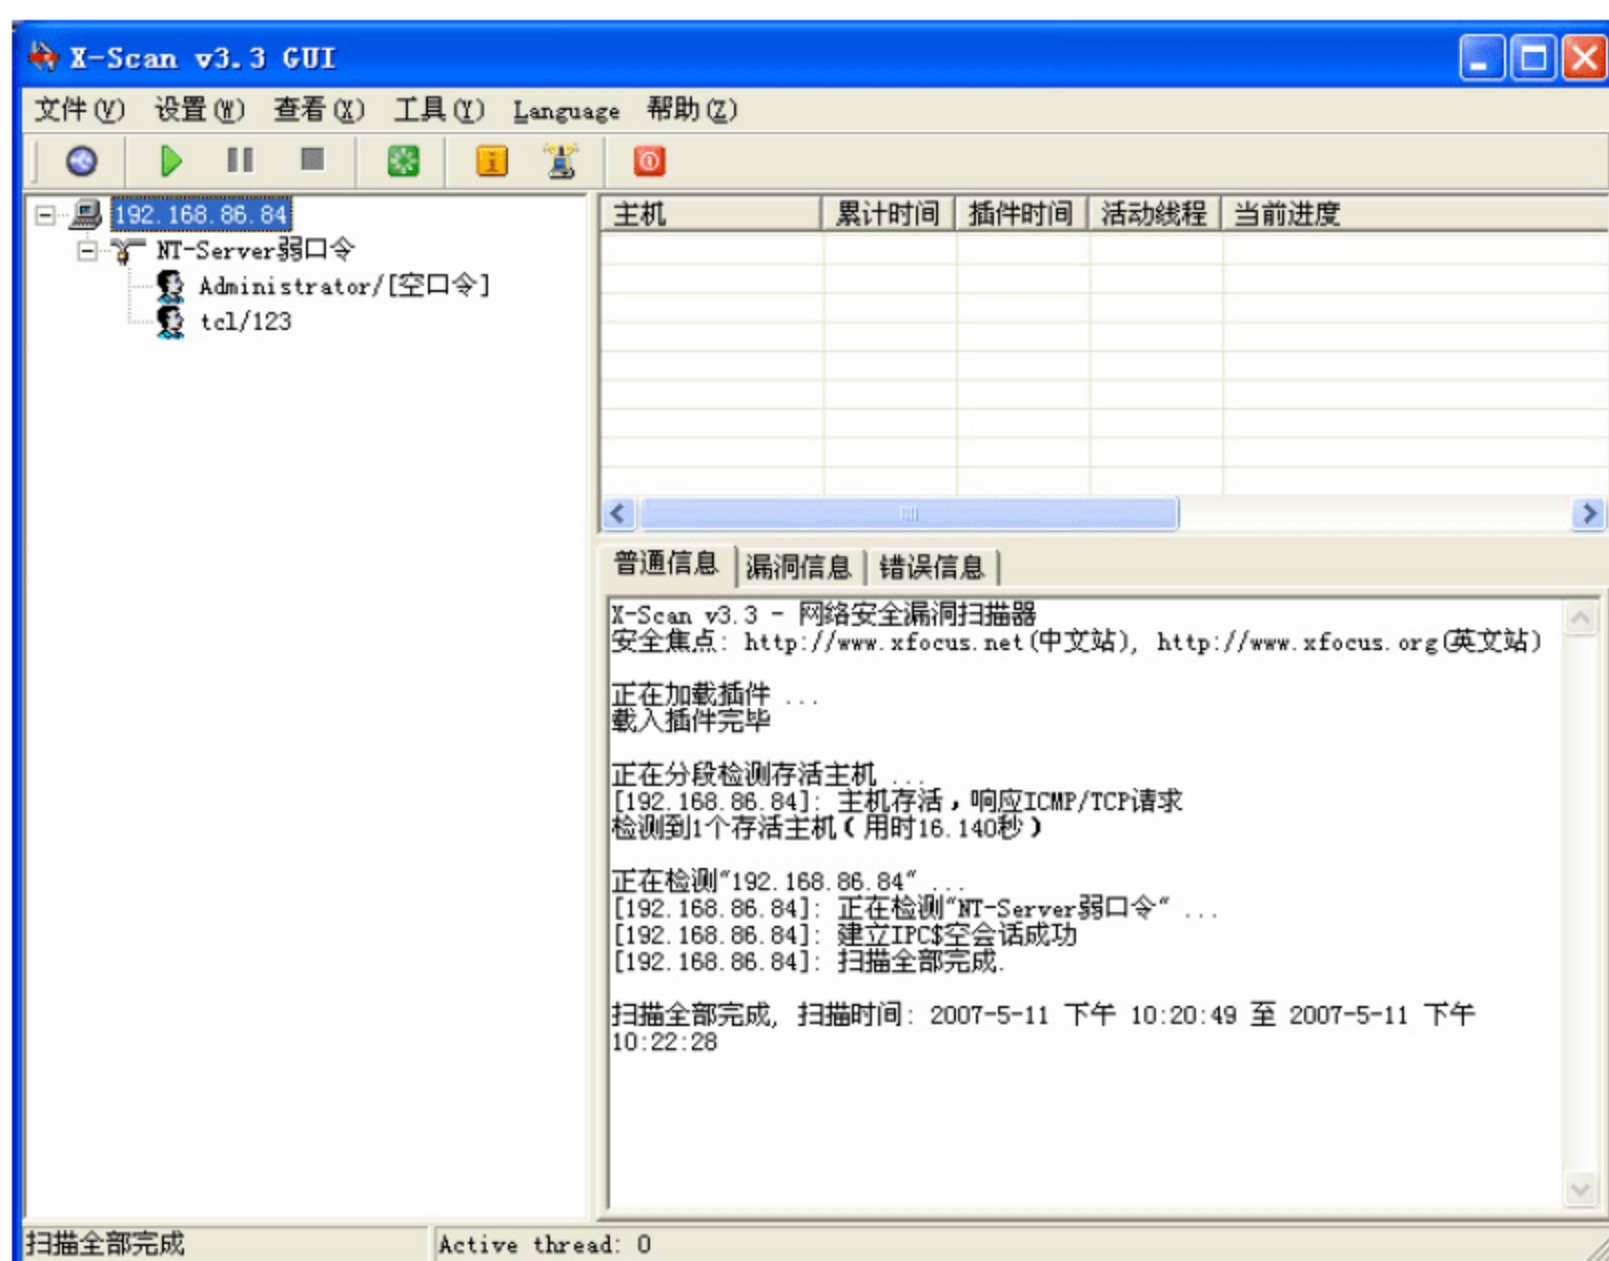 X-Scan v3.3 GUI
文件(V) 设置(W) 查看(X) 工具(Y) Language 帮助(Z)
192.168.86.84
NT-Server弱口令
Administrator/[空口令]
tcl/123
主机 累计时间 插件时间 活动线程 当前进度
普通信息 漏洞信息 错误信息
X-Scan v3.3 - 网络安全漏洞扫描器
安全焦点: http://www.xfocus.net(中文站), http://www.xfocus.org(英文站)
正在加载插件 ...
载入插件完毕
正在分段检测存活主机 ...
[192.168.86.84]: 主机存活，响应ICMP/TCP请求
检测到1个存活主机（用时16.140秒）
正在检测"192.168.86.84" ...
[192.168.86.84]: 正在检测"NT-Server弱口令" ...
[192.168.86.84]: 建立IPC$空会话成功
[192.168.86.84]: 扫描全部完成.
扫描全部完成, 扫描时间: 2007-5-11 下午 10:20:49 至 2007-5-11 下午
10:22:28
扫描全部完成 Active thread: 0